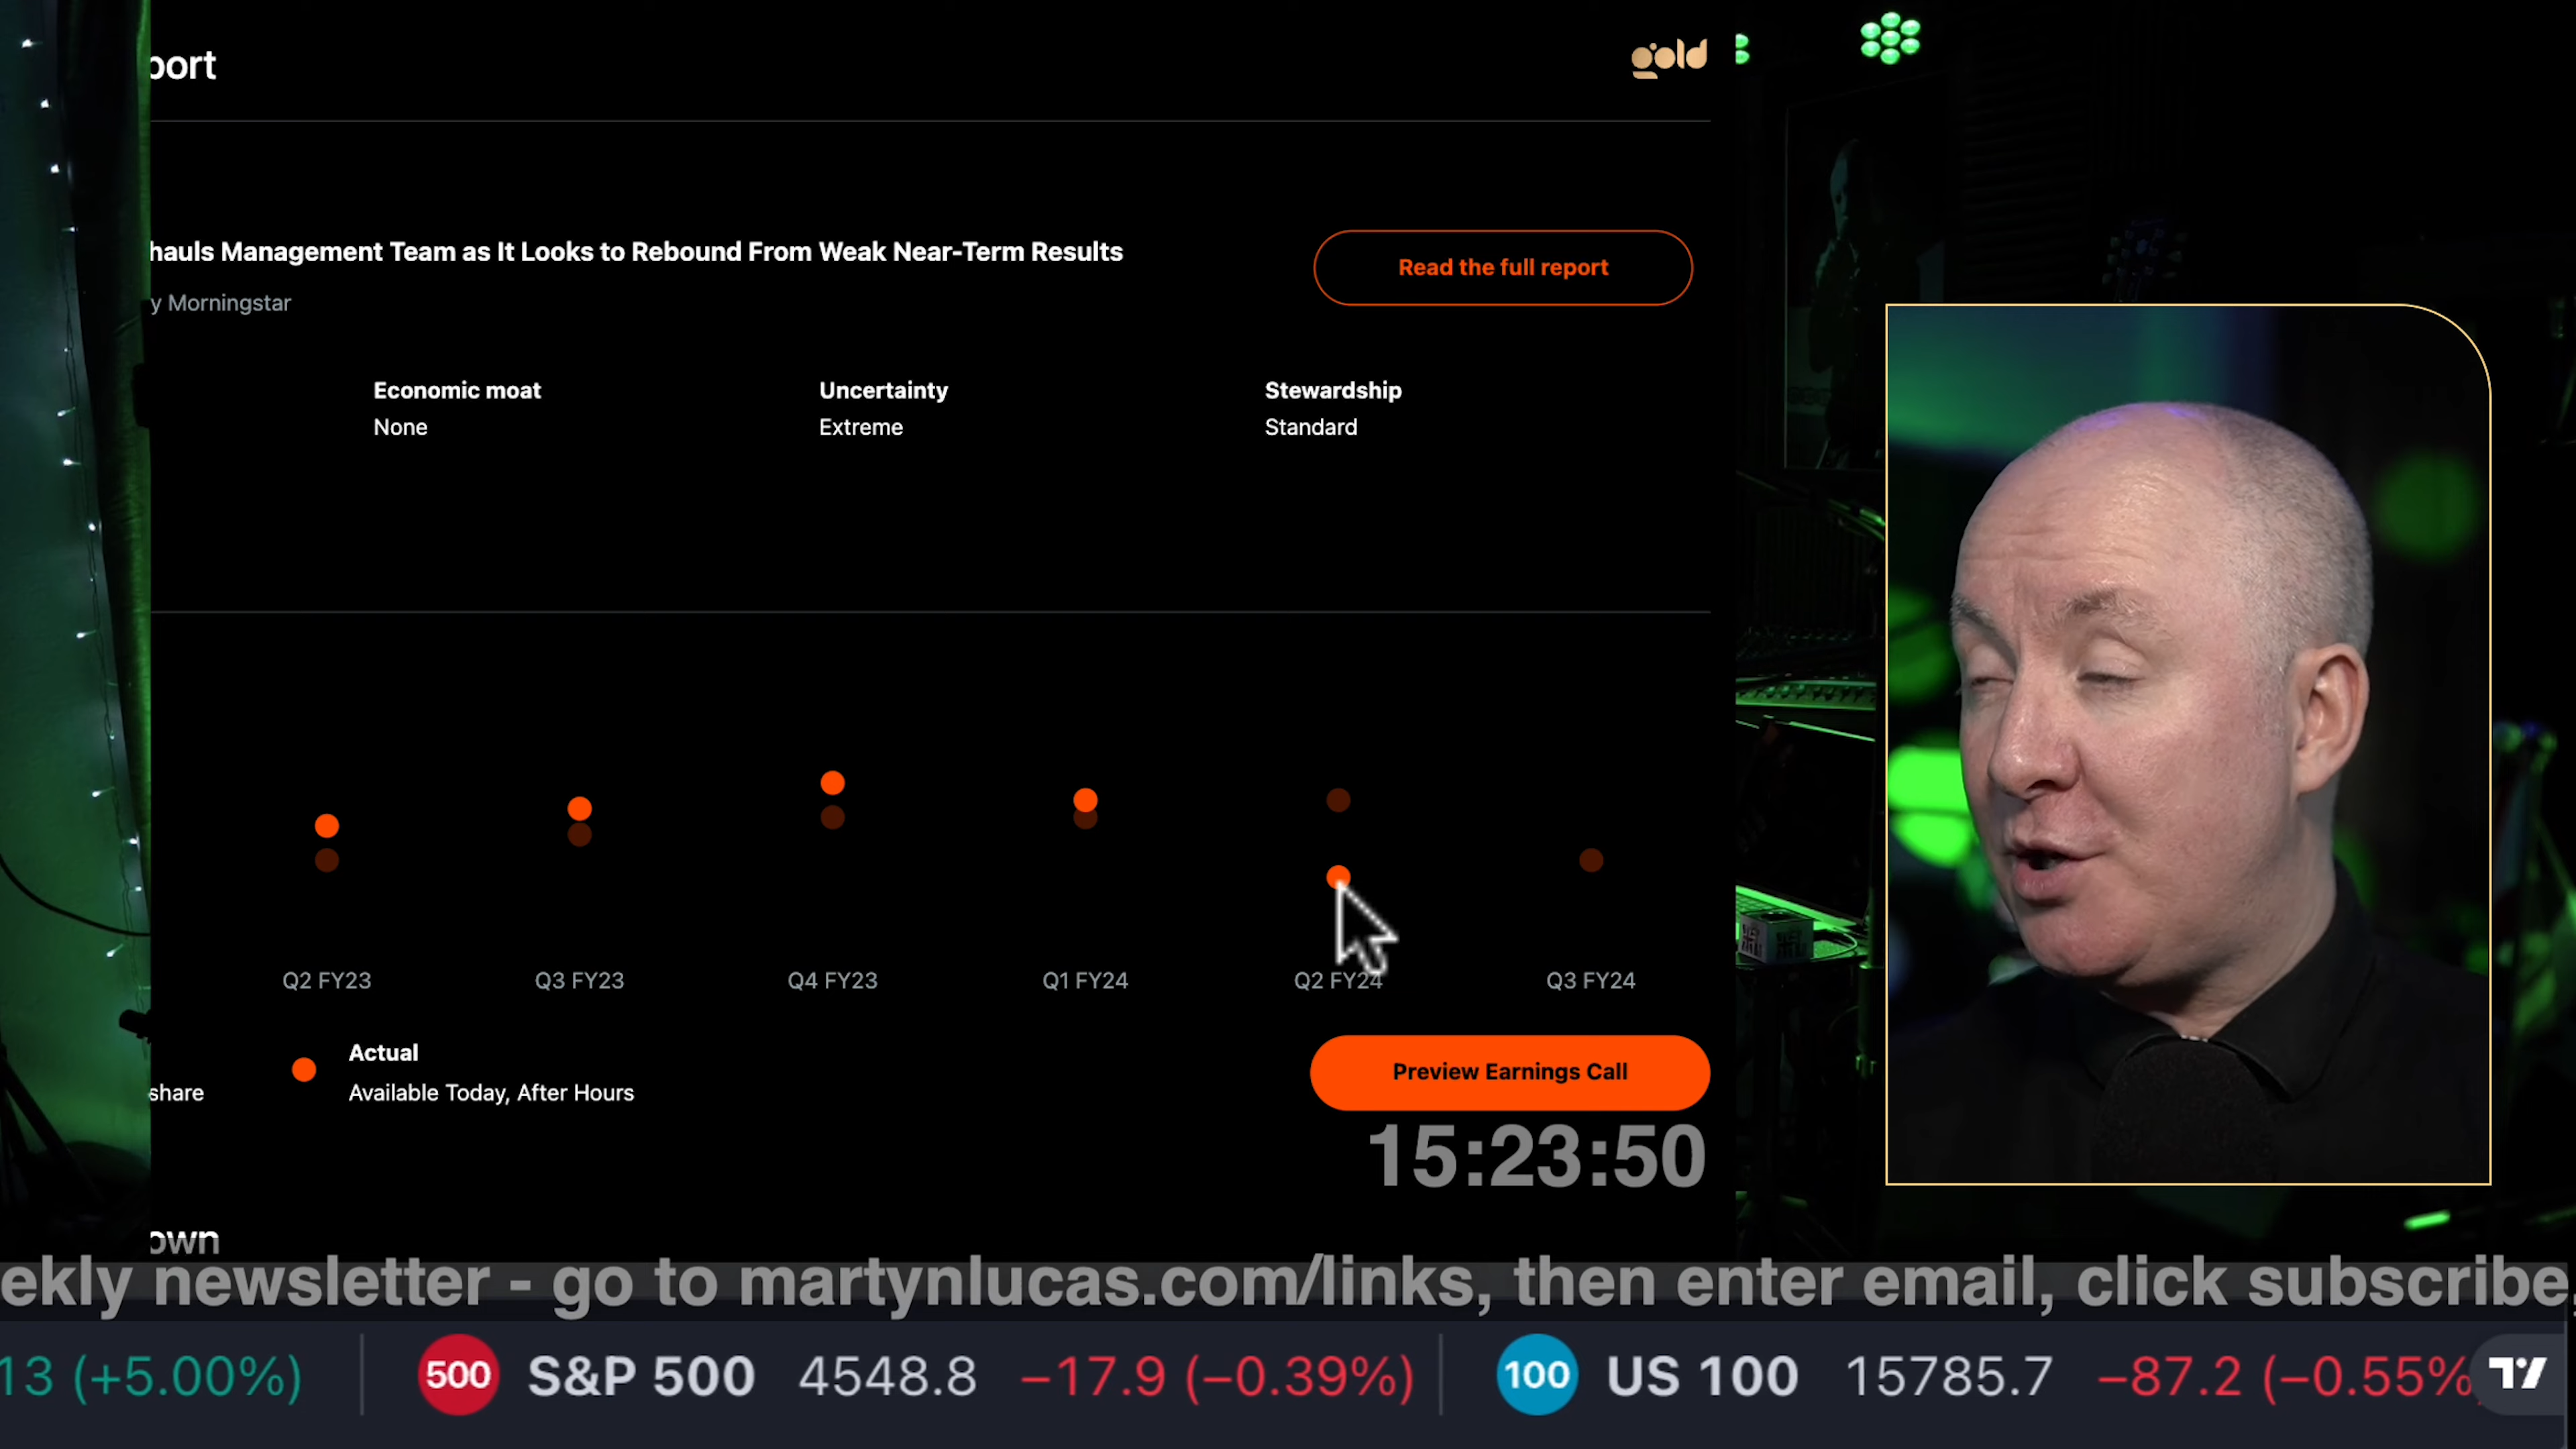 port
gold
hauls Management Team as It Looks to Rebound From Weak Near-Term Results
Read the full report
y Morningstar
Economic moat
Uncertainty
Stewardship
None
Extreme
Standard
Q2 FY23
Q3 FY23
Q4 FY23
Q1 FY24
Q2 FY24
Q3 FY24
Actual
Preview Earnings Call
share
Available Today, After Hours
15:23:50
own
ekly newsletter - go to martynlucas.com/links, then enter email, click subscribe,
13 (+5.00%)
500 S&P 500 4548.8 −17.9 (−0.39%)
100 US 100 15785.7 −87.2 (−0.55%